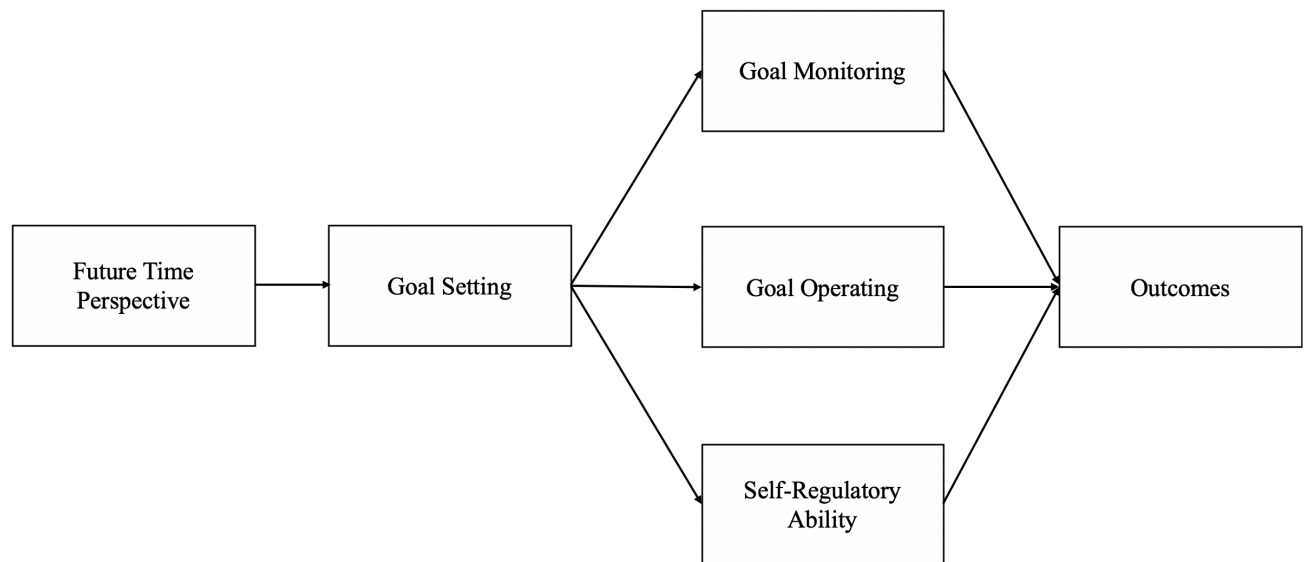 Goal Monitoring
Future Time
Perspective
Goal Setting
Goal Operating
Outcomes
Self-Regulatory
Ability